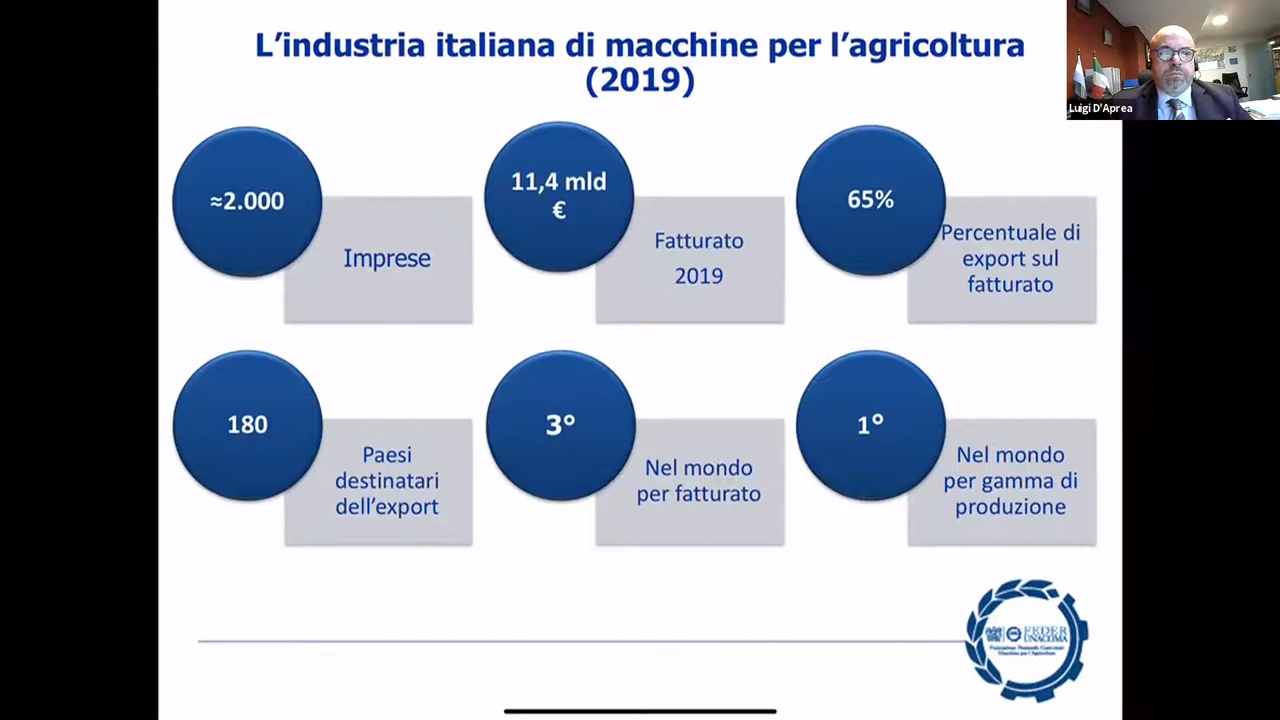 L’industria italiana di macchine per l’agricoltura
(2019)
Luigi D'Aprea
≈2.000
Imprese
11,4 mld
€
Fatturato
2019
65%
Percentuale di
export sul
fatturato
180
Paesi
destinatari
dell’export
3°
Nel mondo
per fatturato
1°
Nel mondo
per gamma di
produzione
FEDER
UNACOMA